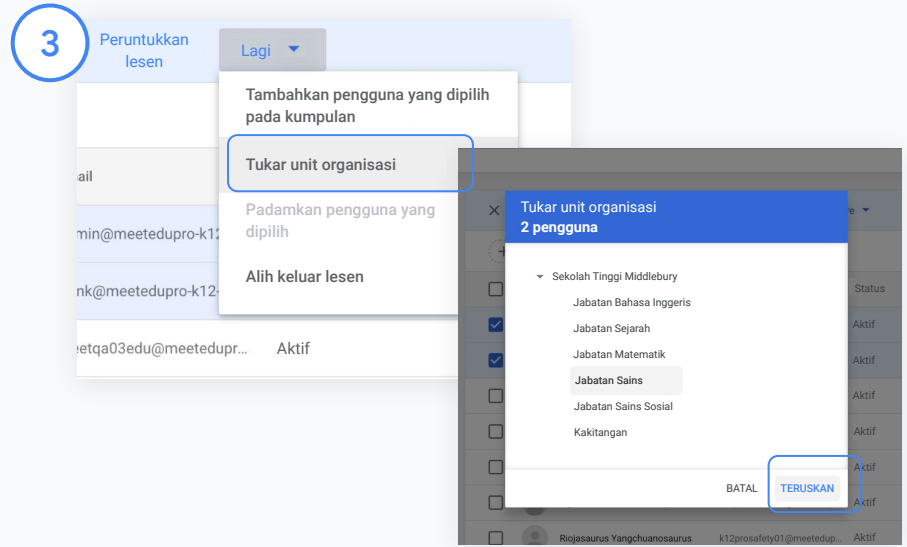 3
Peruntukkan
lesen
Lagi
Tambahkan pengguna yang dipilih
pada kumpulan
Tukar unit organisasi
Padamkan pengguna yang
dipilih
Alih keluar lesen
ail
min@meetedupro-k12
nk@meetedupro-k12-
etqa03edu@meetedupr... Aktif
Tukar unit organisasi
2 pengguna
Sekolah Tinggi Middlebury
Jabatan Bahasa Inggeris
Jabatan Sejarah
Jabatan Matematik
Jabatan Sains
Jabatan Sains Sosial
Kakitangan
BATAL TERUSKAN
Status
Aktif
Aktif
Aktif
Aktif
Aktif
Aktif
Riojasaurus Yangchuanosaurus k12prosafety01@meetedup... Aktif